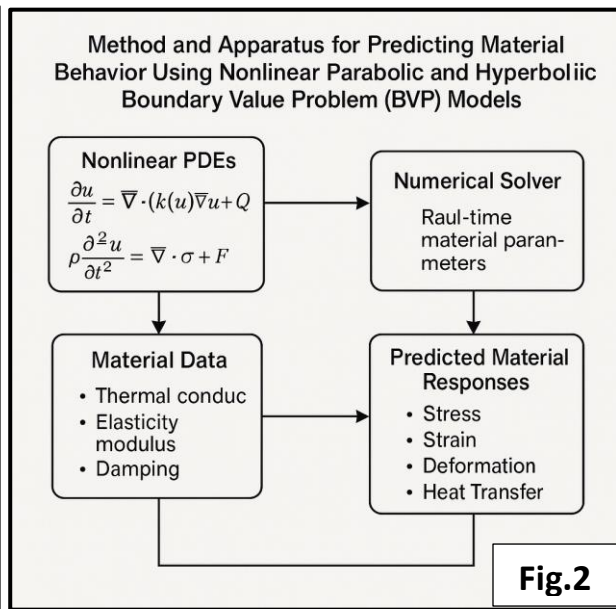 Method and Apparatus for Predicting Material
Behavior Using Nonlinear Parabolic and Hyperboliic
Boundary Value Problem (BVP) Models
Nonlinear PDEs
∂u/∂t = ∇̅·(k(u)∇̅u+Q
ρ∂²u/∂t² = ∇̅·σ+F
Numerical Solver
Raul-time
material paran-
meters
Material Data
• Thermal conduc
• Elasticity
modulus
• Damping
Predicted Material
Responses
• Stress
• Strain
• Deformation
• Heat Transfer
Fig.2